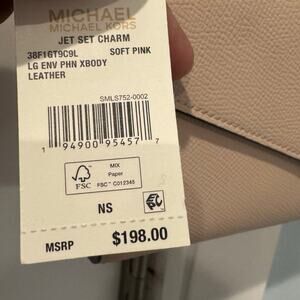 MICHAEL
MICHAEL KORS
JET SET CHARM
38F1GT9C9L SOFT PINK
LG ENV PHN XBODY
LEATHER
SMLS752-0002
1 94900 95457 7
FSC
MIX
Paper
FSC™ C012345
NS
MSRP $198.00